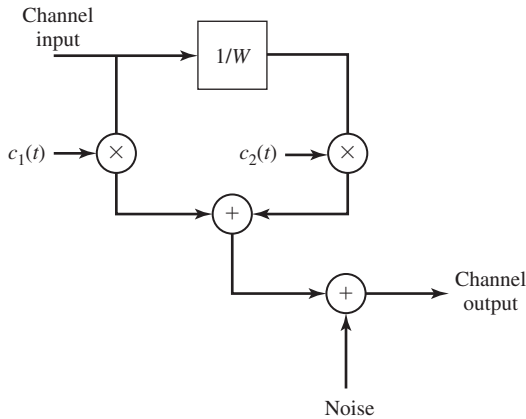 Channel
input
1/W
c₁(t)
×
c₂(t)
×
+
+
Channel
output
Noise